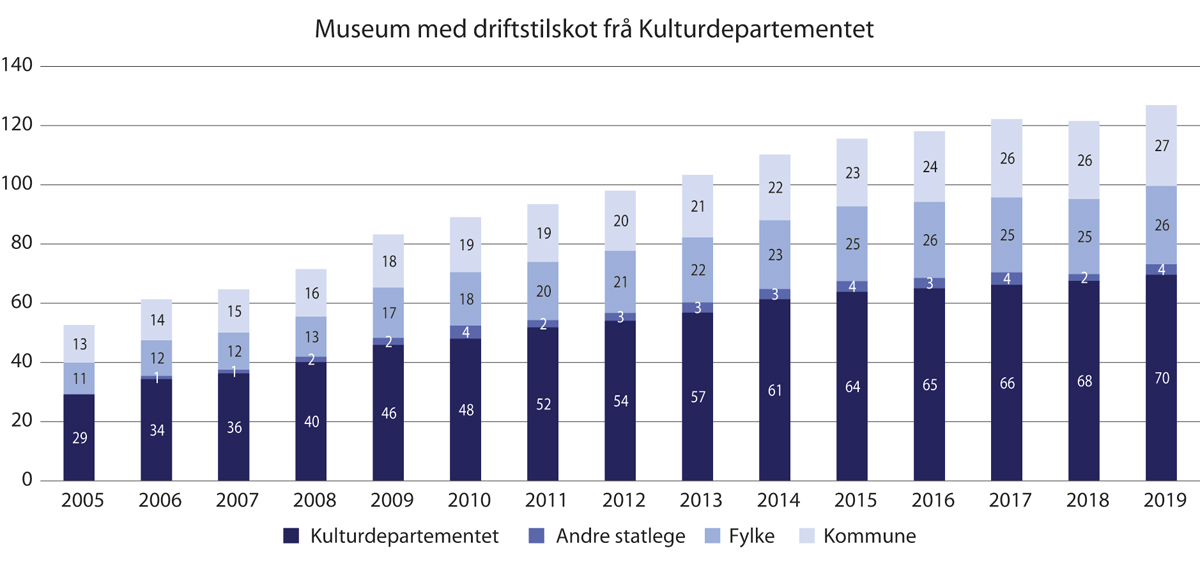 Museum med driftstilskot frå Kulturdepartementet
140
120
100
80
60
40
20
0
13 14 15 16 18 19 19 20 21 22 23 24 26 26 27
11 12 12 13 17 18 20 21 22 23 25 26 25 25 26
1 1 2 2 4 2 3 3 3 4 3 4 2 4
29 34 36 40 46 48 52 54 57 61 64 65 66 68 70
2005 2006 2007 2008 2009 2010 2011 2012 2013 2014 2015 2016 2017 2018 2019
Kulturdepartementet Andre statlege Fylke Kommune